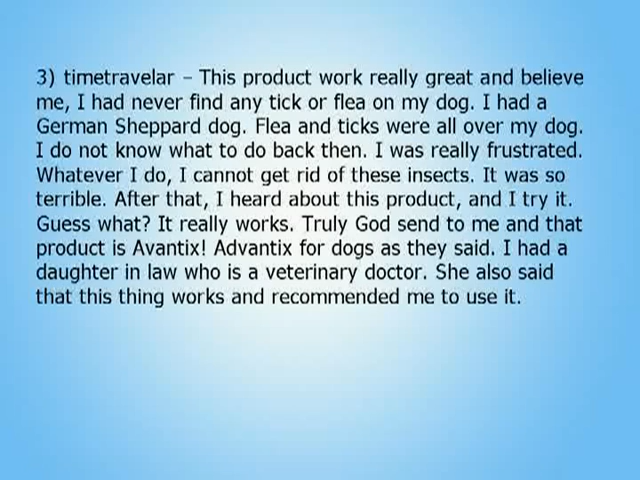 3) timetravelar – This product work really great and believe
me, I had never find any tick or flea on my dog. I had a
German Sheppard dog. Flea and ticks were all over my dog.
I do not know what to do back then. I was really frustrated.
Whatever I do, I cannot get rid of these insects. It was so
terrible. After that, I heard about this product, and I try it.
Guess what? It really works. Truly God send to me and that
product is Avantix! Advantix for dogs as they said. I had a
daughter in law who is a veterinary doctor. She also said
that this thing works and recommended me to use it.